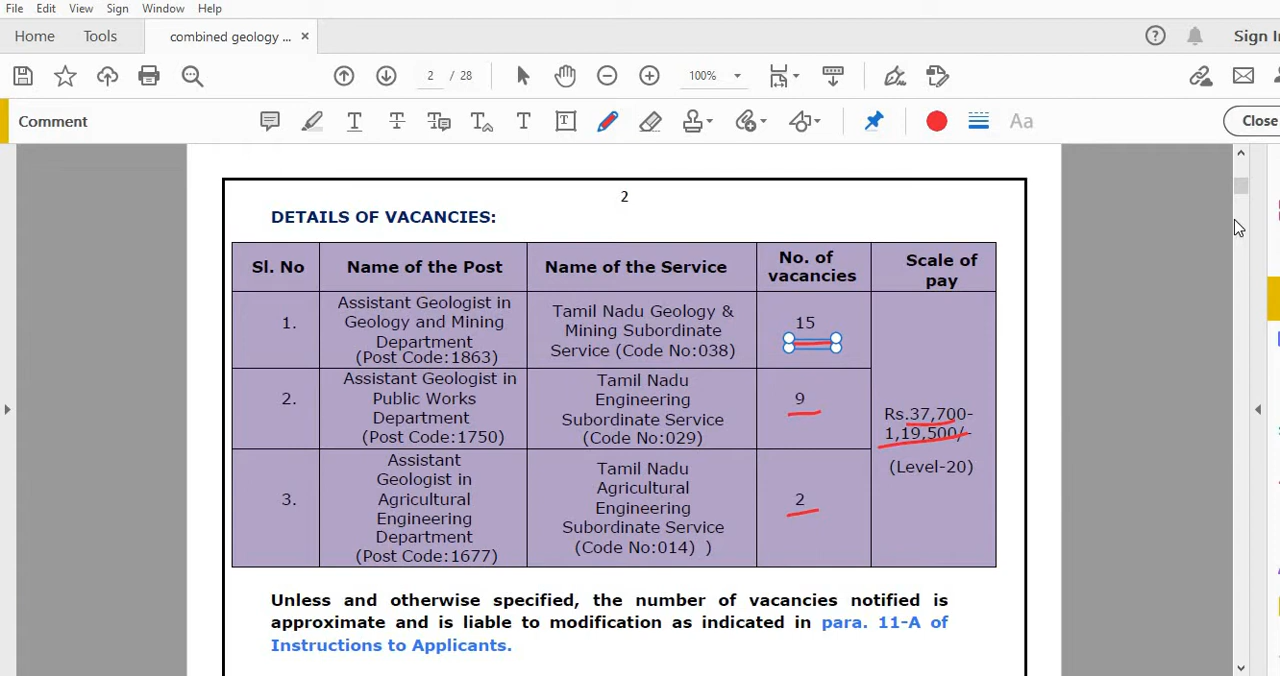 File Edit View Sign Window Help
Home Tools combined geology ... × Sign I
2 / 28 100%
Comment T T T T T Aa Close
2
DETAILS OF VACANCIES:
Sl. No Name of the Post Name of the Service No. of vacancies Scale of pay
1.
Assistant Geologist in
Geology and Mining
Department
(Post Code:1863)
Tamil Nadu Geology &
Mining Subordinate
Service (Code No:038)
15
2.
Assistant Geologist in
Public Works
Department
(Post Code:1750)
Tamil Nadu
Engineering
Subordinate Service
(Code No:029)
9
3.
Assistant
Geologist in
Agricultural
Engineering
Department
(Post Code:1677)
Tamil Nadu
Agricultural
Engineering
Subordinate Service
(Code No:014) )
2
Rs.37,700-
1,19,500/-
(Level-20)
Unless and otherwise specified, the number of vacancies notified is
approximate and is liable to modification as indicated in para. 11-A of
Instructions to Applicants.